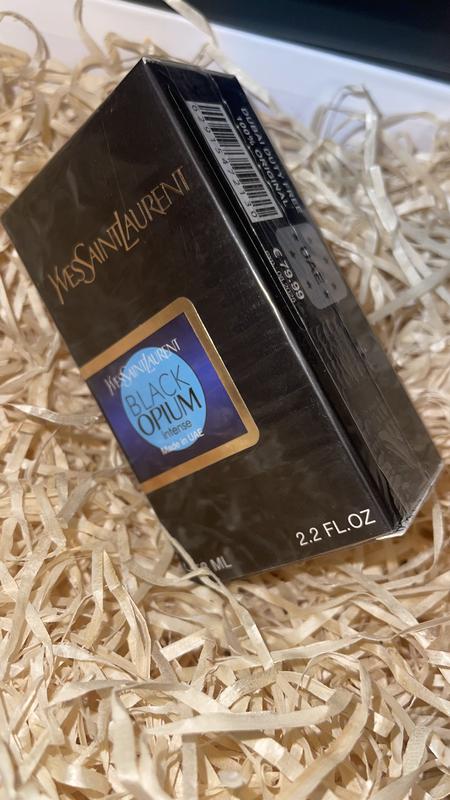 YVESSAINTLAURENT
YVESSAINTLAURENT
BLACK
OPIUM
intense
Made in UAE
ML
2.2 FL.OZ
DUBAI DUTY FREE
100% ORIGINAL
€ 79.99